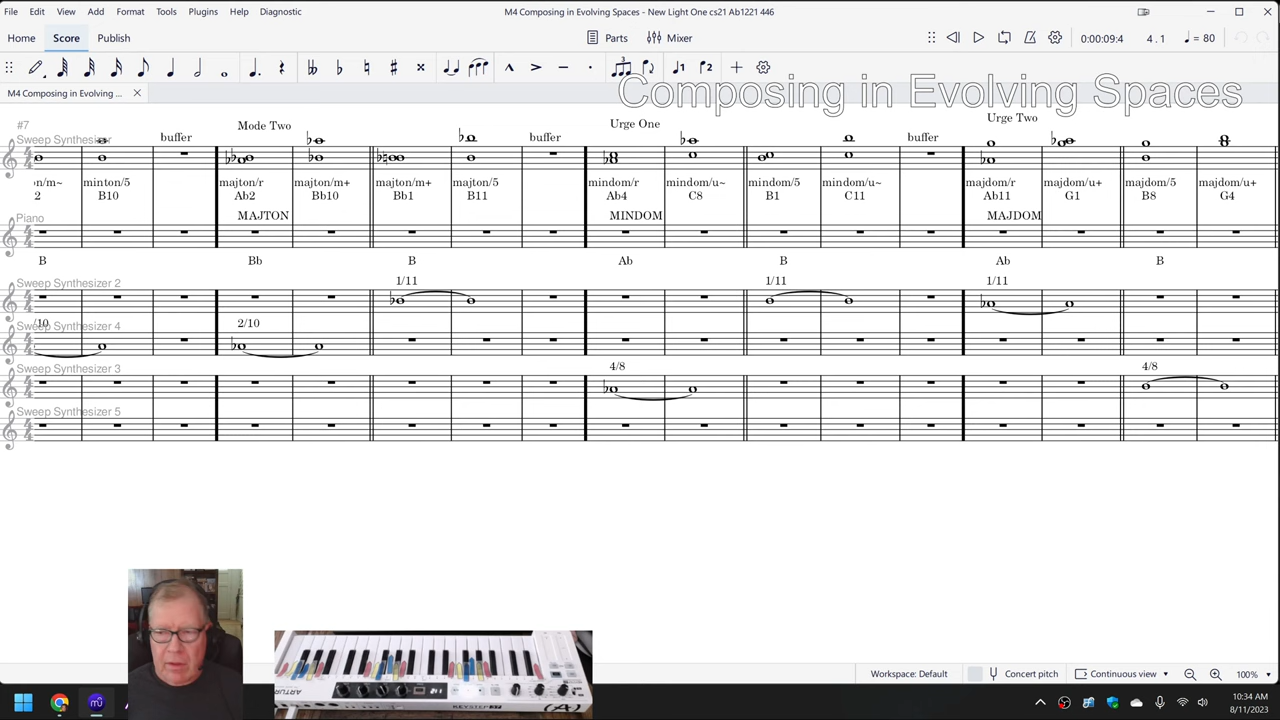 M4 Composing in Evolving Spaces - New Light One cs21 Ab1221 446
File Edit View Add Format Tools Plugins Help Diagnostic
Home Score Publish Parts Mixer 0:00:09:4 4 . 1 = 80
M4 Composing in Evolving ...
Composing in Evolving Spaces
#7 Mode Two Urge One Urge Two
Sweep Synthesizer buffer buffer buffer
minton/5 majton/r majton/m+ majton/m+ majton/5 mindom/r mindom/u~ mindom/5 mindom/u~ majdom/r majdom/u+ majdom/5 majdom/u+
2 B10 Ab2 Bb10 Bb1 B11 Ab4 C8 B1 C11 Ab11 G1 B8 G4
Piano MAJTON MINDOM MAJDOM
B Bb B Ab B Ab B
Sweep Synthesizer 2 1/11 1/11 1/11
Sweep Synthesizer 4 2/10
Sweep Synthesizer 3 4/8 4/8
Sweep Synthesizer 5
ARTURIA KEYSTEP 37
Workspace: Default Concert pitch Continuous view 100%
10:34 AM
8/11/2023